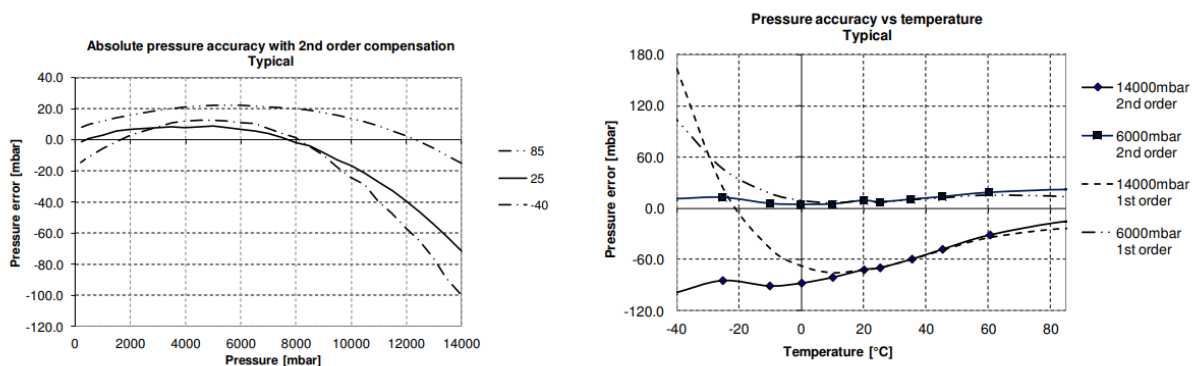 Absolute pressure accuracy with 2nd order compensation
Typical
40.0
20.0
0.0
-20.0
-40.0
-60.0
-80.0
-100.0
-120.0
Pressure error [mbar]
0 2000 4000 6000 8000 10000 12000 14000
Pressure [mbar]
85
25
-40
Pressure accuracy vs temperature
Typical
180.0
120.0
60.0
0.0
-60.0
-120.0
Pressure error [mbar]
-40 -20 0 20 40 60 80
Temperature [°C]
14000mbar
2nd order
6000mbar
2nd order
14000mbar
1st order
6000mbar
1st order